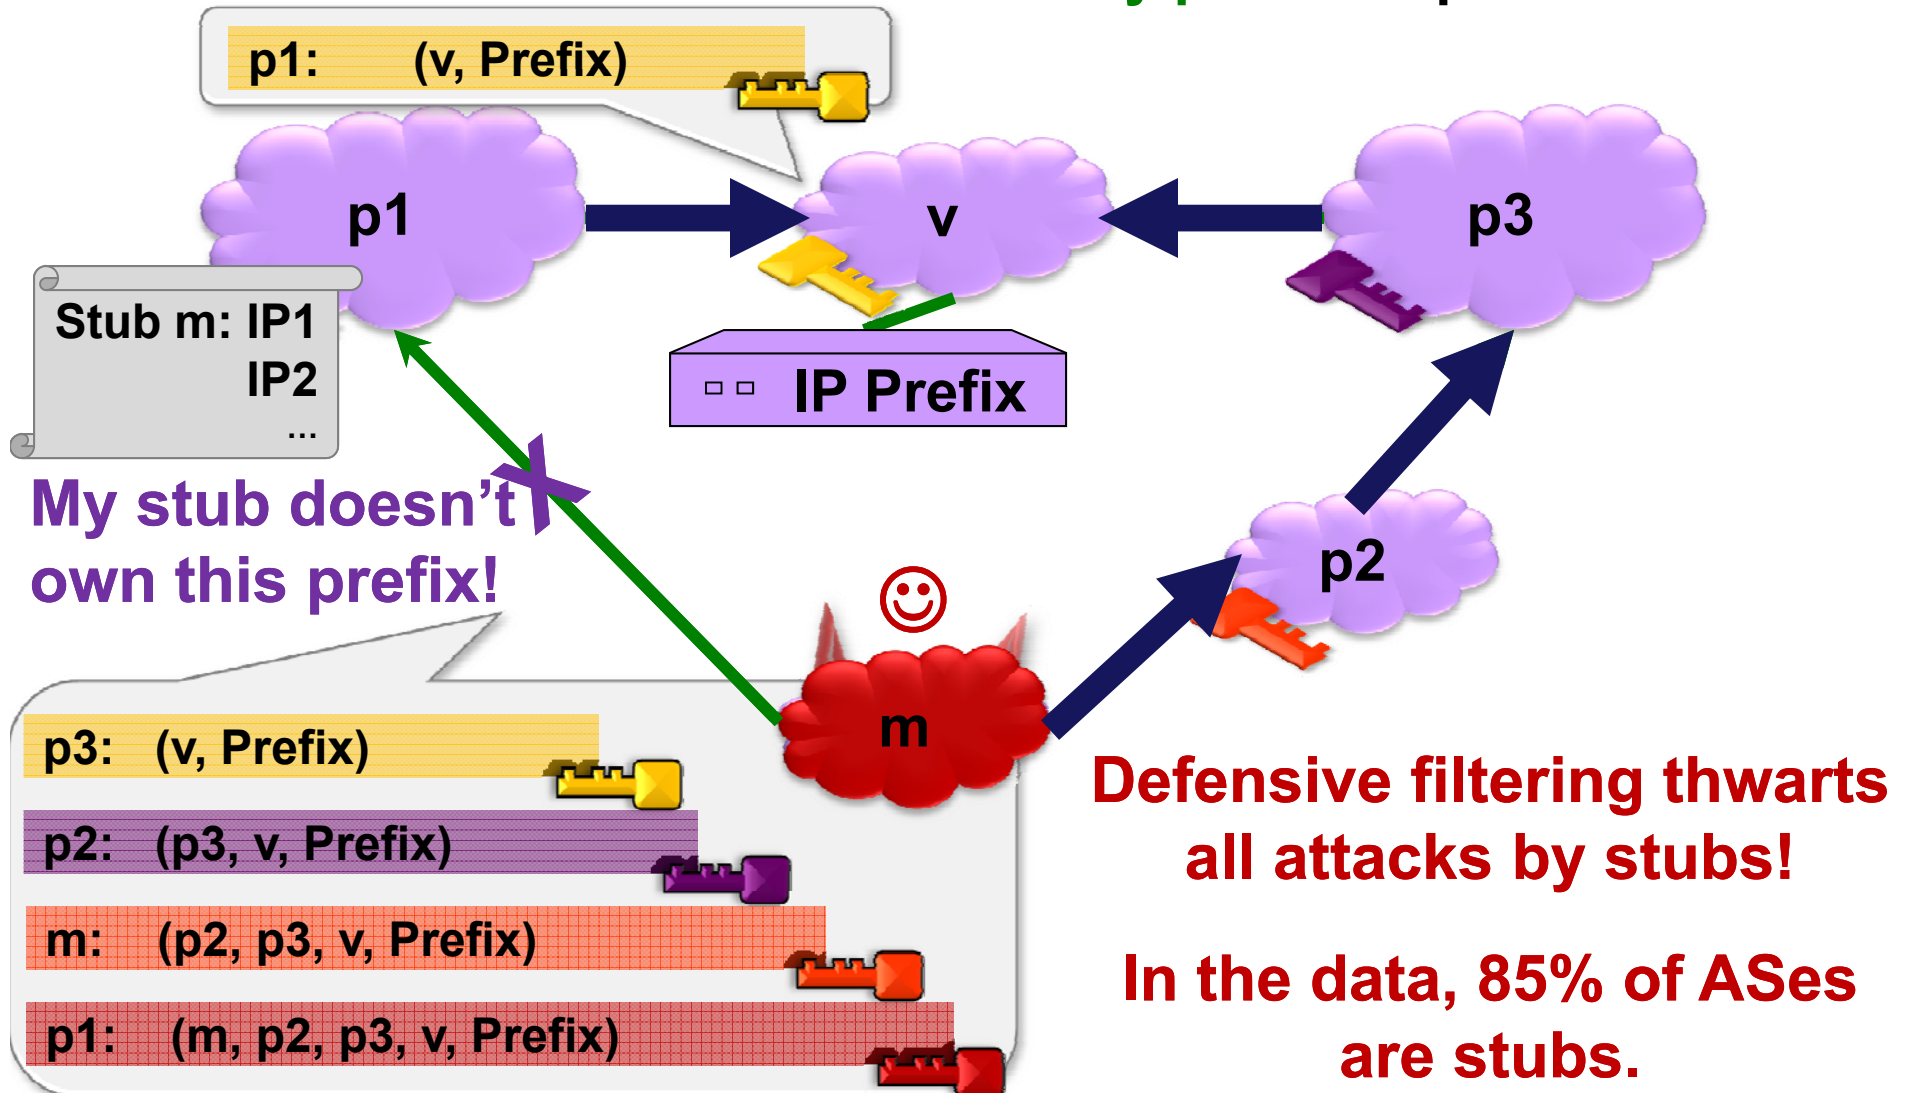 p1: (v, Prefix)
p1
v
p3
Stub m: IP1
IP2
...
IP Prefix
My stub doesn't
own this prefix!
p2
m
p3: (v, Prefix)
p2: (p3, v, Prefix)
m: (p2, p3, v, Prefix)
p1: (m, p2, p3, v, Prefix)
Defensive filtering thwarts
all attacks by stubs!
In the data, 85% of ASes
are stubs.